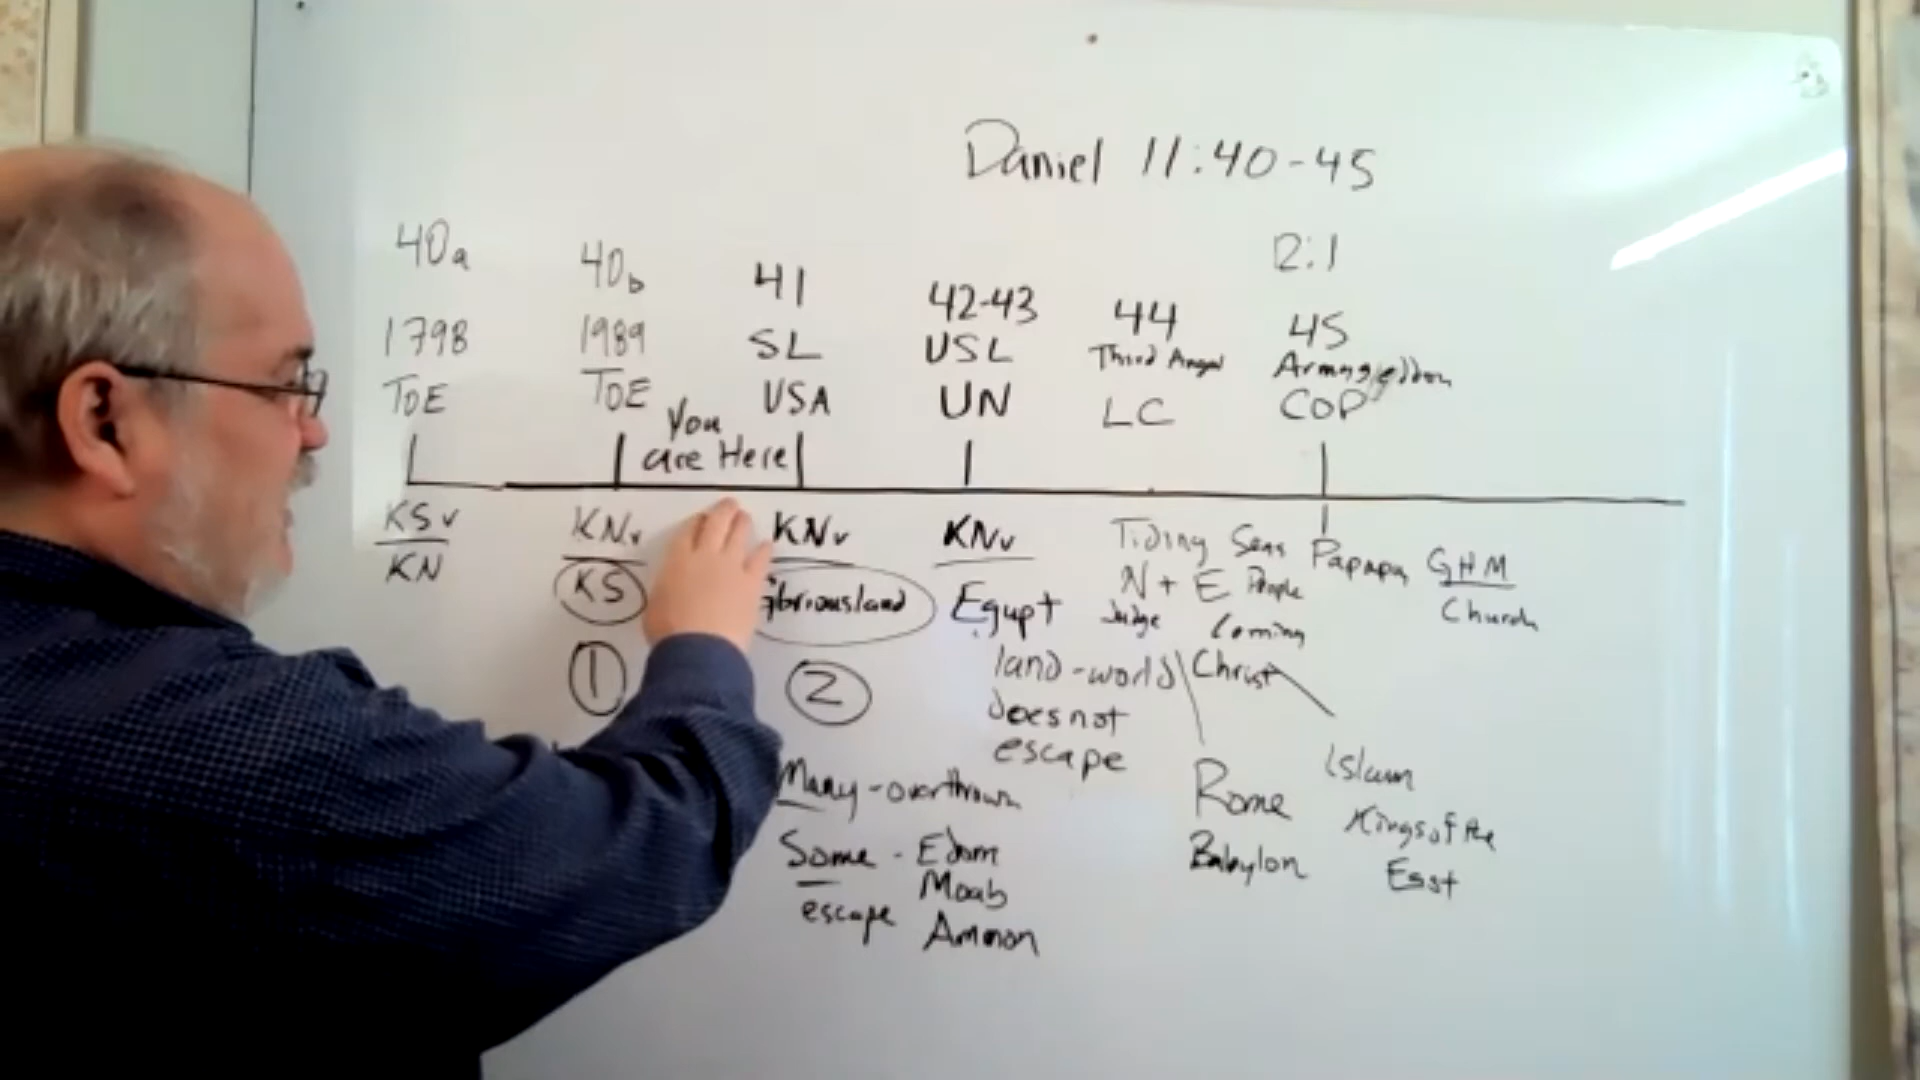 Daniel 11:40-45
40a 40b 41 42-43 44 12:1
1798 1989 SL USL Third Angel 45
TOE TOE USA UN LC Armageddon
COP
You
are Here
KSv KNv KNv KNv Tiding Seas Papapa GHM
KN KS Egypt N + E People Church
Judge Coming
1 2 land-world Christ
does not
escape
Many - overthrown Rome Islam
Some - Edom Babylon Kings of the
escape Moab East
Ammon